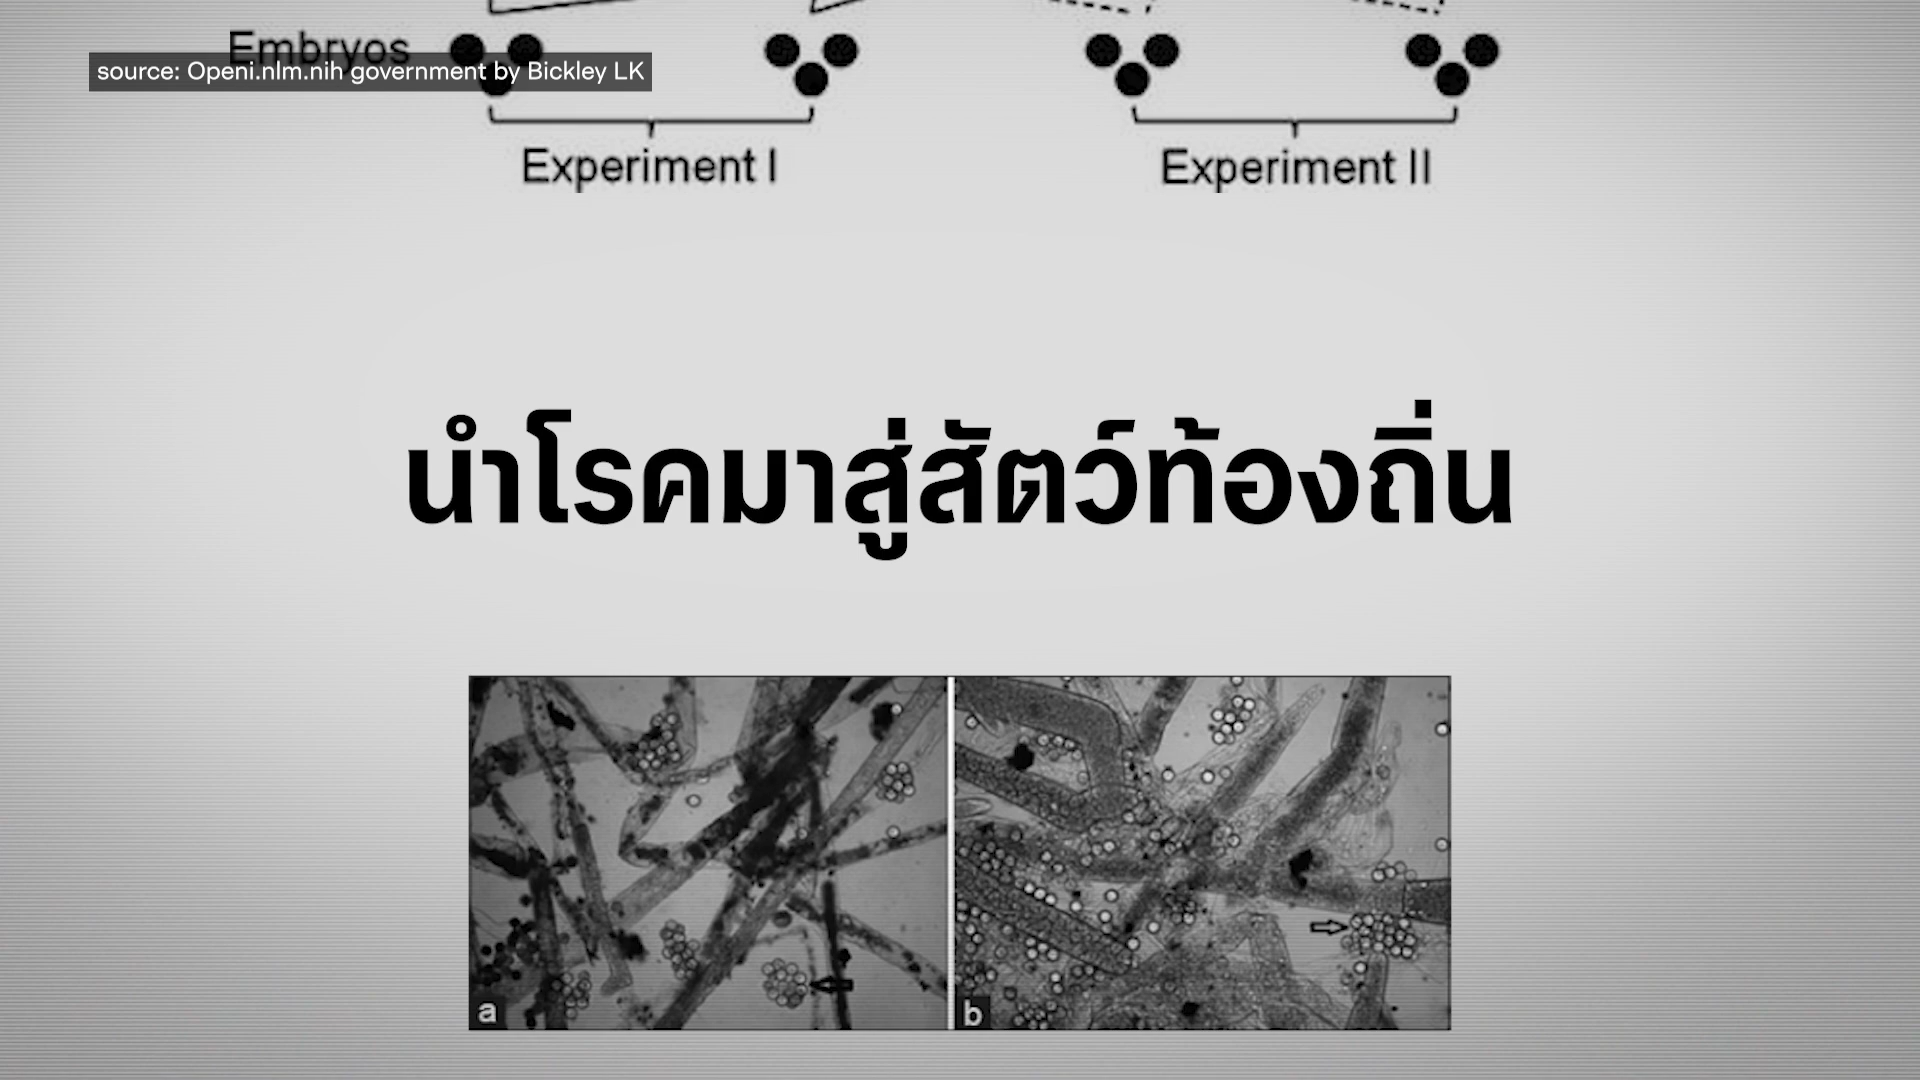 Embryos
source: Openi.nlm.nih government by Bickley LK
Experiment I
Experiment II
นำโรคมาสู่สัตว์ท้องถิ่น
a
b